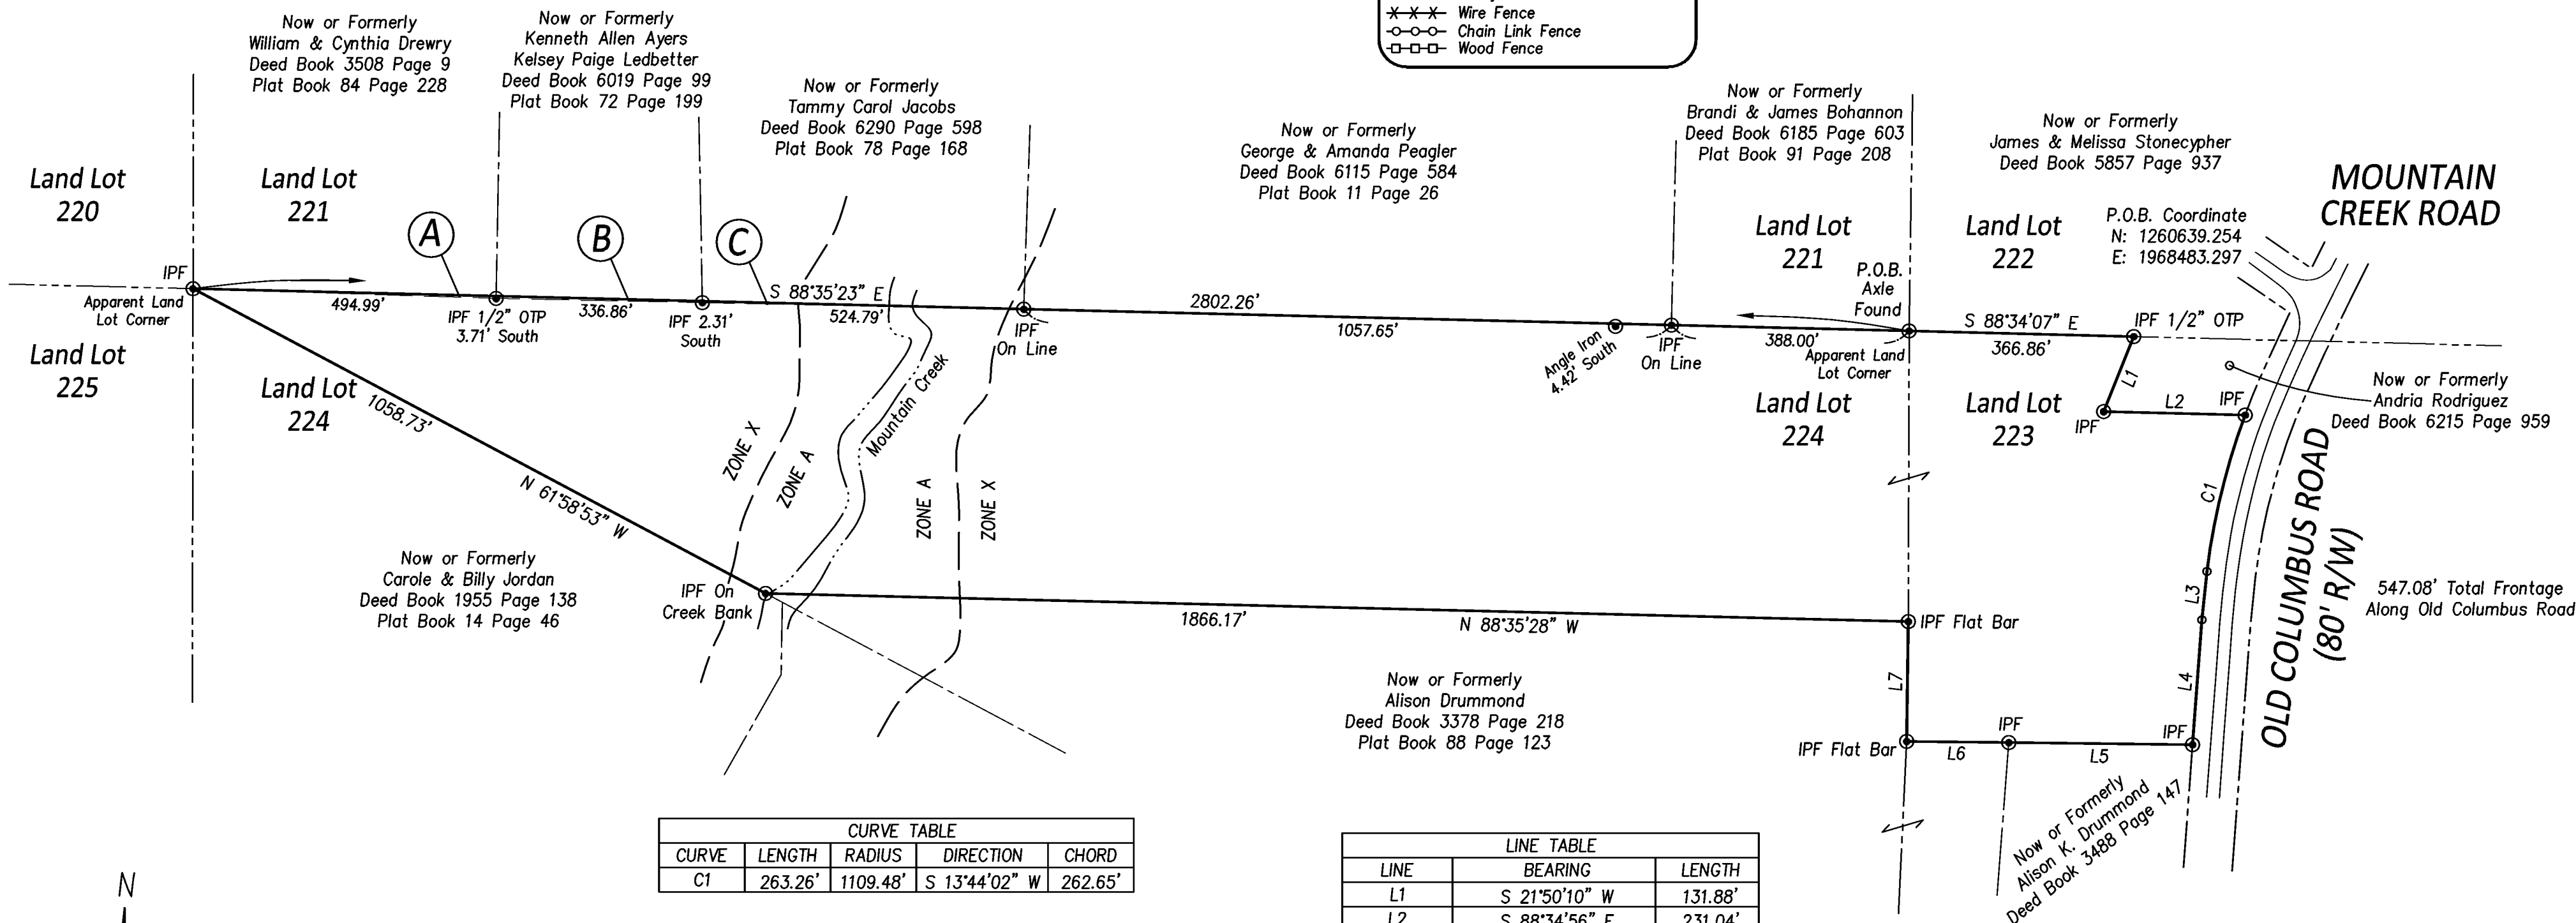 Wire Fence
Chain Link Fence
Wood Fence
Now or Formerly
William & Cynthia Drewry
Deed Book 3508 Page 9
Plat Book 84 Page 228
Now or Formerly
Kenneth Allen Ayers
Kelsey Paige Ledbetter
Deed Book 6019 Page 99
Plat Book 72 Page 199
Now or Formerly
Tammy Carol Jacobs
Deed Book 6290 Page 598
Plat Book 78 Page 168
Now or Formerly
George & Amanda Peagler
Deed Book 6115 Page 584
Plat Book 11 Page 26
Now or Formerly
Brandi & James Bohannon
Deed Book 6185 Page 603
Plat Book 91 Page 208
Now or Formerly
James & Melissa Stonecypher
Deed Book 5857 Page 937
MOUNTAIN
CREEK ROAD
P.O.B. Coordinate
N: 1260639.254
E: 1968483.297
Land Lot
220
Land Lot
221
A
B
C
Land Lot
221
Land Lot
222
P.O.B.
Axle
Found
IPF
Apparent Land
Lot Corner
494.99'
IPF 1/2" OTP
3.71' South
336.86'
IPF 2.31'
South
S 88°35'23" E
524.79'
IPF
On Line
2802.26'
1057.65'
Angle Iron
4.42' South
IPF
On Line
388.00'
Apparent Land
Lot Corner
S 88°34'07" E
366.86'
IPF 1/2" OTP
L1
L2
IPF
IPF
Now or Formerly
Andria Rodriguez
Deed Book 6215 Page 959
Land Lot
225
Land Lot
224
Land Lot
224
Land Lot
223
1058.73'
N 61°58'53" W
ZONE X
ZONE A
Mountain Creek
ZONE A
ZONE X
C1
L3
L4
OLD COLUMBUS ROAD
(80' R/W)
547.08' Total Frontage
Along Old Columbus Road
Now or Formerly
Carole & Billy Jordan
Deed Book 1955 Page 138
Plat Book 14 Page 46
IPF On
Creek Bank
1866.17'
N 88°35'28" W
IPF Flat Bar
L7
IPF Flat Bar
L6
IPF
L5
IPF
Now or Formerly
Alison Drummond
Deed Book 3378 Page 218
Plat Book 88 Page 123
Now or Formerly
Alison K. Drummond
Deed Book 3488 Page 147
CURVE TABLE
CURVE LENGTH RADIUS DIRECTION CHORD
C1 263.26' 1109.48' S 13°44'02" W 262.65'
LINE TABLE
LINE BEARING LENGTH
L1 S 21°50'10" W 131.88'
L2 S 88°34'56" E 231.04'
N